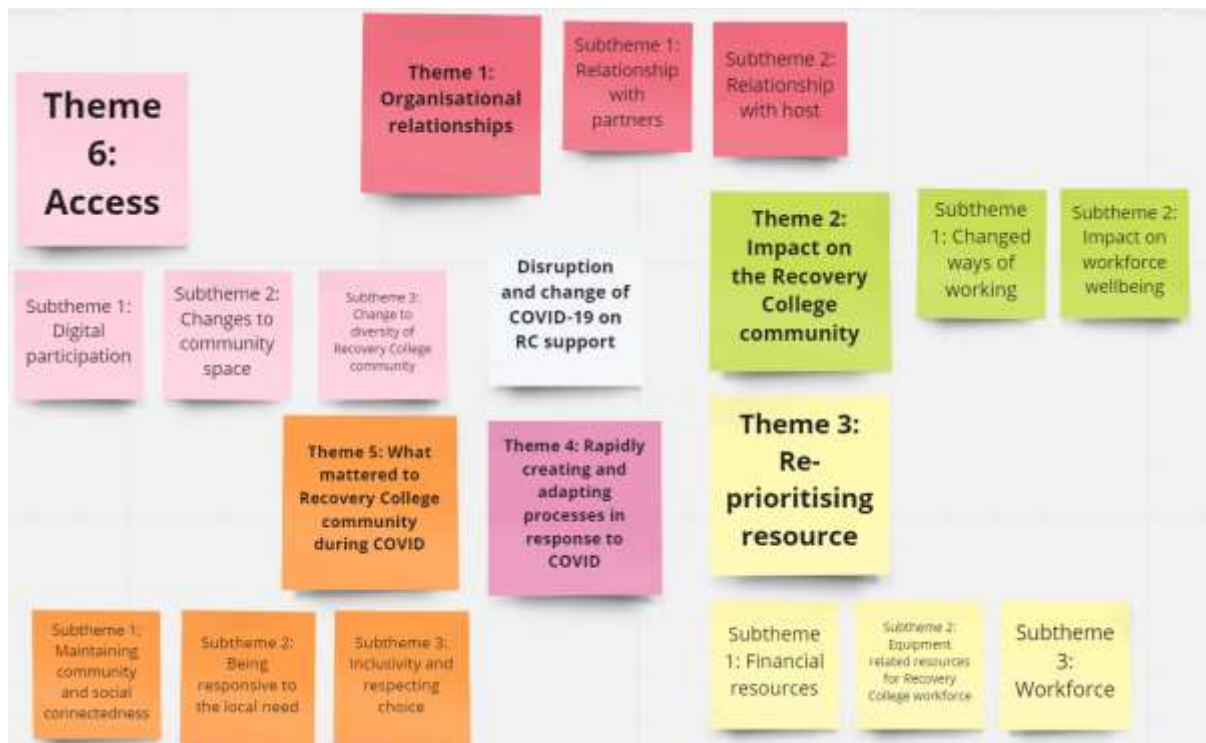 Theme 1:
Organisational
relationships
Subtheme 1:
Relationship
with
partners
Subtheme 2:
Relationship
with host
Theme
6:
Access
Theme 2:
Impact on
the Recovery
College
community
Subtheme
1: Changed
ways of
working
Subtheme 2:
Impact on
workforce
wellbeing
Disruption
and change of
COVID-19 on
RC support
Subtheme 1:
Digital
participation
Subtheme 2:
Changes to
community
space
Subtheme 3:
Change to
diversity of
Recovery College
community
Theme 5: What
mattered to
Recovery College
community
during COVID
Theme 4: Rapidly
creating and
adapting
processes in
response to
COVID
Theme 3:
Re-
prioritising
resource
Subtheme 1:
Maintaining
community
and social
connectedness
Subtheme 2:
Being
responsive to
the local need
Subtheme 3:
Inclusivity and
respecting
choice
Subtheme
1: Financial
resources
Subtheme 2:
Equipment
related resources
for Recovery
College workforce
Subtheme
3:
Workforce